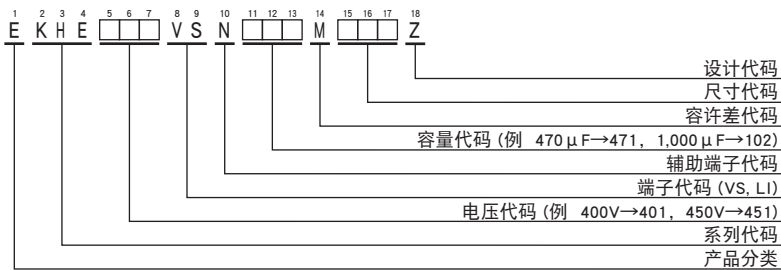 1 2 3 4 5 6 7 8 9 10 11 12 13 14 15 16 17 18
E K H E □□□ V S N □□□ M □□□ Z
设计代码
尺寸代码
容许差代码
容量代码 (例 470μF→471, 1,000μF→102)
辅助端子代码
端子代码 (VS, LI)
电压代码 (例 400V→401, 450V→451)
系列代码
产品分类